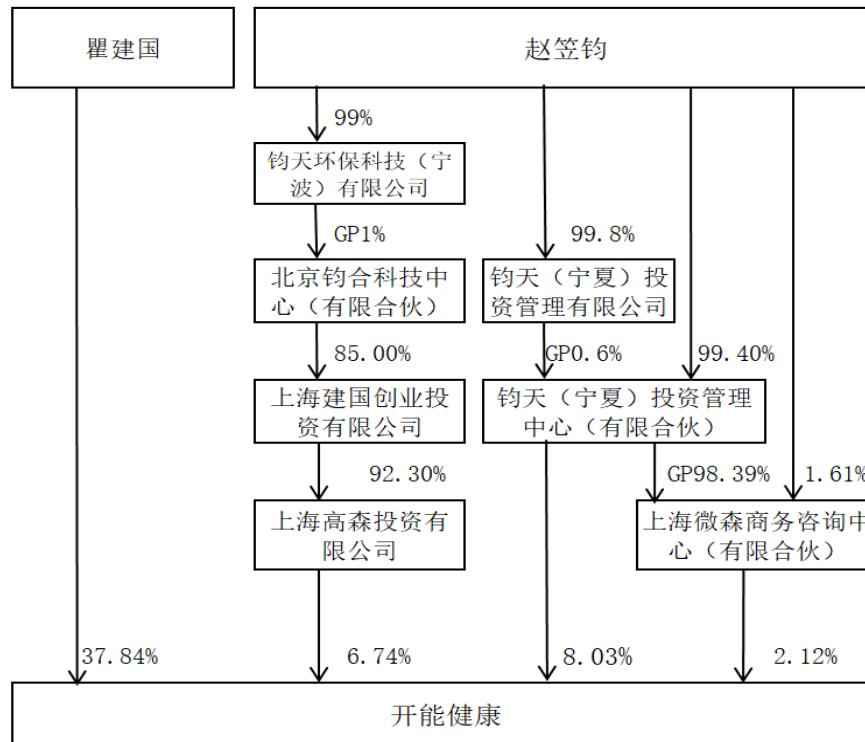 瞿建国
赵笠钧
99%
钧天环保科技（宁
波）有限公司
GP1%
99.8%
北京钧合科技中
心（有限合伙）
钧天（宁夏）投
资管理有限公司
85.00%
GP0.6%
99.40%
上海建国创业投
资有限公司
钧天（宁夏）投资管理
中心（有限合伙）
92.30%
GP98.39%
1.61%
上海高森投资有
限公司
上海微森商务咨询中
心（有限合伙）
37.84%
6.74%
8.03%
2.12%
开能健康